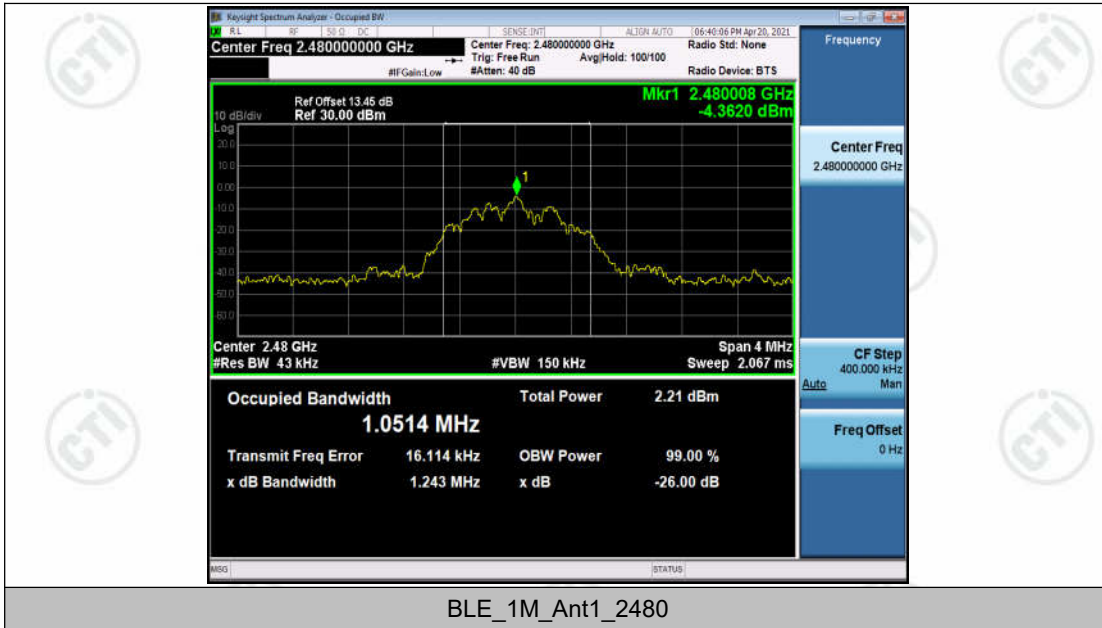 Keysight Spectrum Analyzer - Occupied BW
RL RF 50 Ω DC SENSE:INT ALIGN AUTO 06:40:06 PM Apr 20, 2021
Center Freq 2.480000000 GHz Center Freq: 2.480000000 GHz Radio Std: None
Trig: Free Run Avg|Hold: 100/100
#IFGain:Low #Atten: 40 dB Radio Device: BTS
Frequency
Ref Offset 13.45 dB Mkr1 2.480008 GHz
10 dB/div Ref 30.00 dBm -4.3620 dBm
Log
20.0
10.0
0.00
-10.0
-20.0
-30.0
-40.0
-50.0
-60.0
1
Center 2.48 GHz Span 4 MHz
#Res BW 43 kHz #VBW 150 kHz Sweep 2.067 ms
Center Freq
2.480000000 GHz
CF Step
400.000 kHz
Auto Man
Freq Offset
0 Hz
Occupied Bandwidth Total Power 2.21 dBm
1.0514 MHz
Transmit Freq Error 16.114 kHz OBW Power 99.00 %
x dB Bandwidth 1.243 MHz x dB -26.00 dB
MSG STATUS
BLE_1M_Ant1_2480
CTI
CTI
CTI
CTI